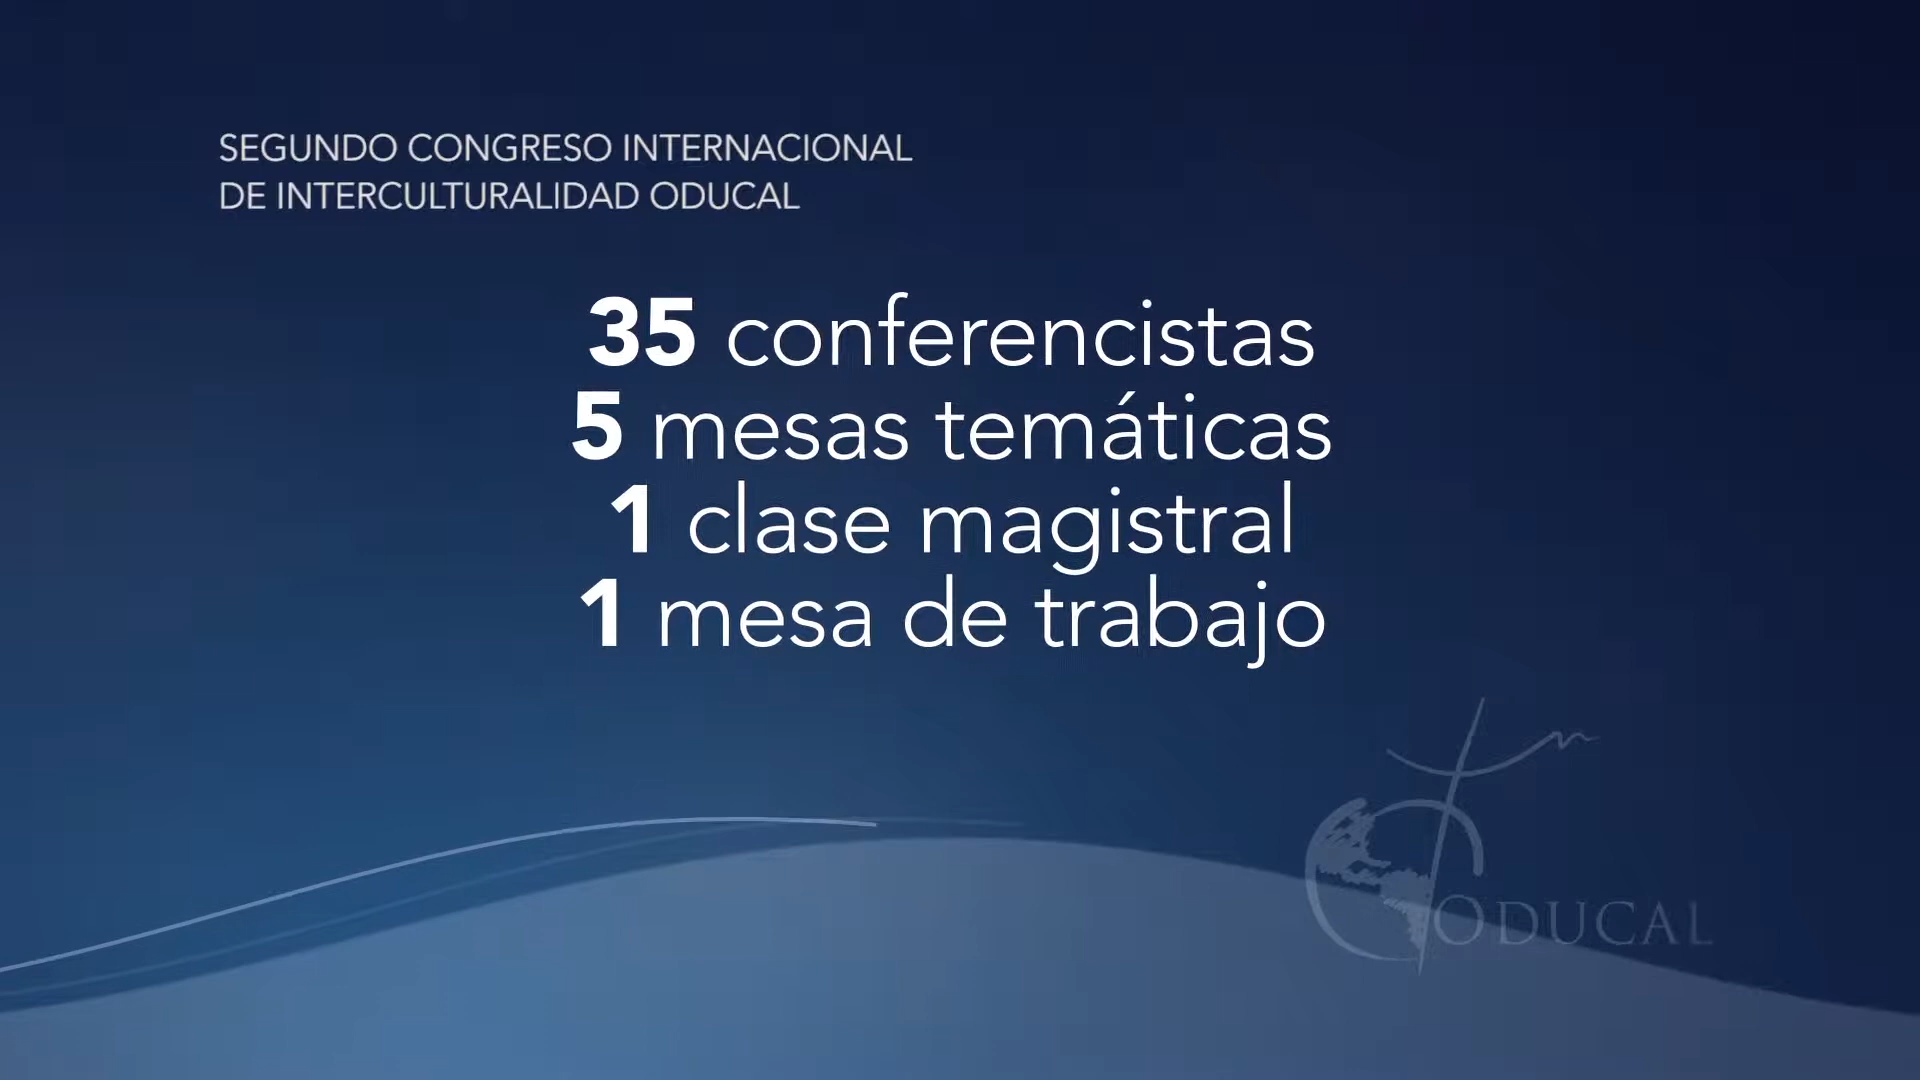 SEGUNDO CONGRESO INTERNACIONAL
DE INTERCULTURALIDAD ODUCAL
35 conferencistas
5 mesas temáticas
1 clase magistral
1 mesa de trabajo
ODUCAL